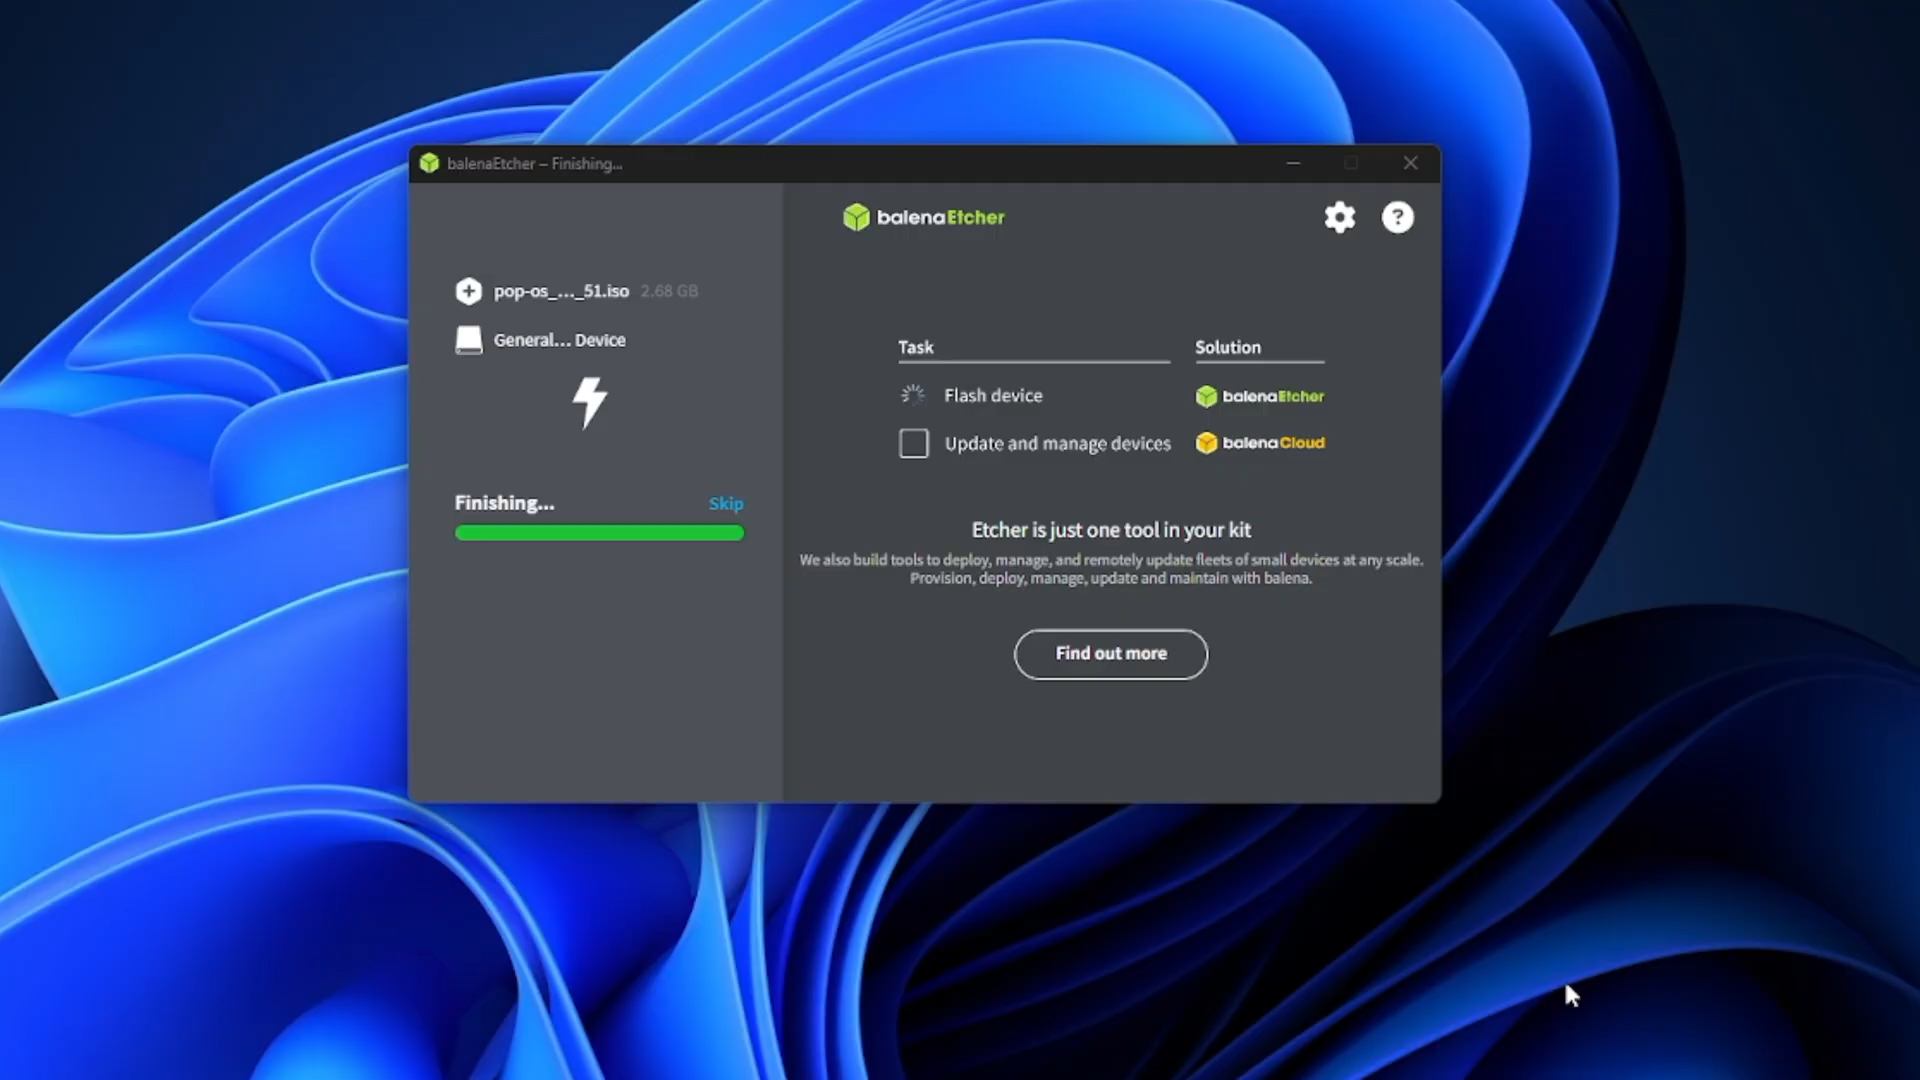 balenaEtcher – Finishing...
balenaEtcher
?
pop-os_..._51.iso 2.68 GB
General... Device
Task Solution
Flash device balenaEtcher
Update and manage devices balenaCloud
Finishing... Skip
Etcher is just one tool in your kit
We also build tools to deploy, manage, and remotely update fleets of small devices at any scale.
Provision, deploy, manage, update and maintain with balena.
Find out more